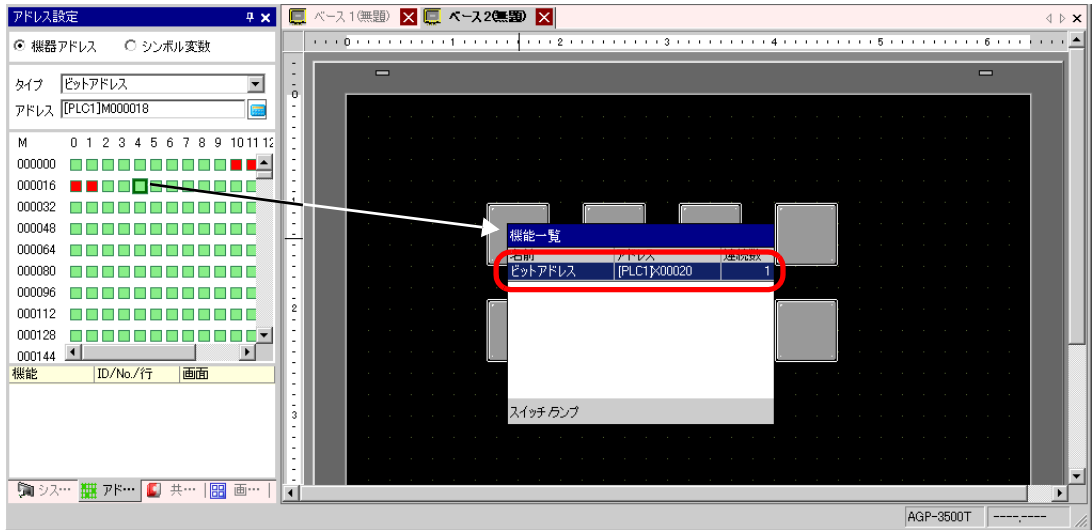 アドレス設定
機器アドレス シンボル変数
タイプ ビットアドレス
アドレス [PLC1]M000018
M 0 1 2 3 4 5 6 7 8 9 10 11 12
000000
000016
000032
000048
000064
000080
000096
000112
000128
000144
機能 ID/No./行 画面
シス… アド… 共… 画…
ベース1(無題) ベース2(無題)
0 1 2 3 4 5 6
0
1
2
3
機能一覧
名前 アドレス 連続数
ビットアドレス [PLC1]X00020 1
スイッチ/ランプ
AGP-3500T ----.----